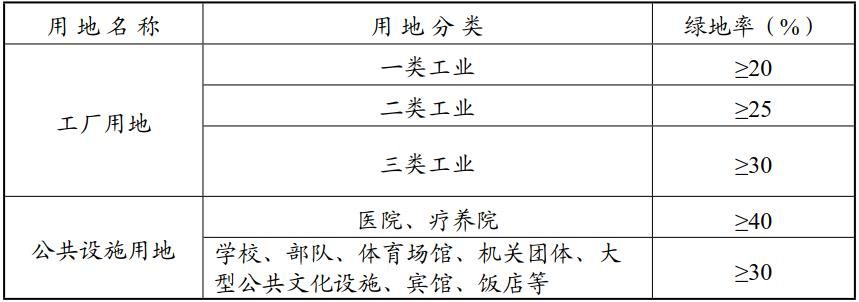 用地名称 用地分类 绿地率（%）
工厂用地 一类工业 ≥20
二类工业 ≥25
三类工业 ≥30
公共设施用地 医院、疗养院 ≥40
学校、部队、体育场馆、机关团体、大
型公共文化设施、宾馆、饭店等 ≥30